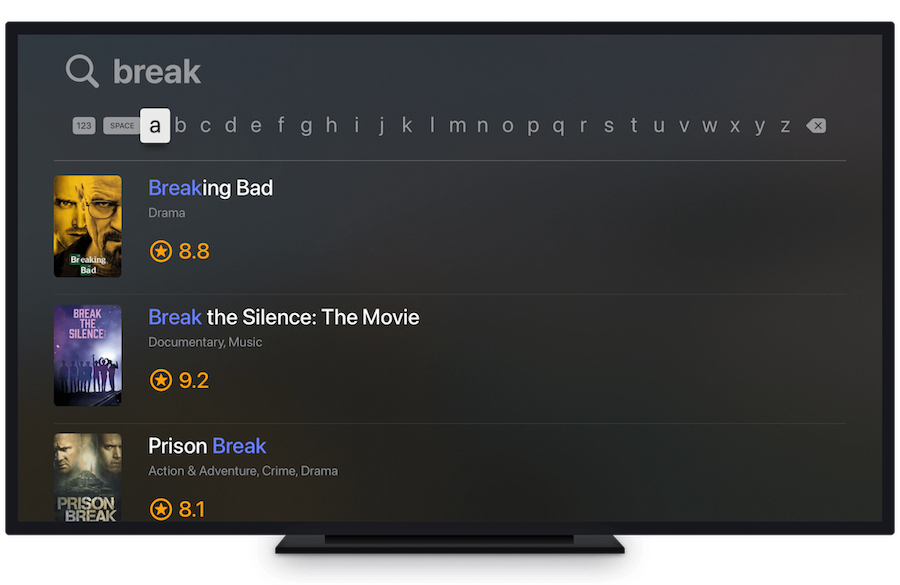 break
123 SPACE a b c d e f g h i j k l m n o p q r s t u v w x y z
Breaking Bad
Drama
8.8
Breaking
Bad
Break the Silence: The Movie
Documentary, Music
9.2
BREAK
THE
SILENCE:
Prison Break
Action & Adventure, Crime, Drama
8.1
PRISON
BREAK